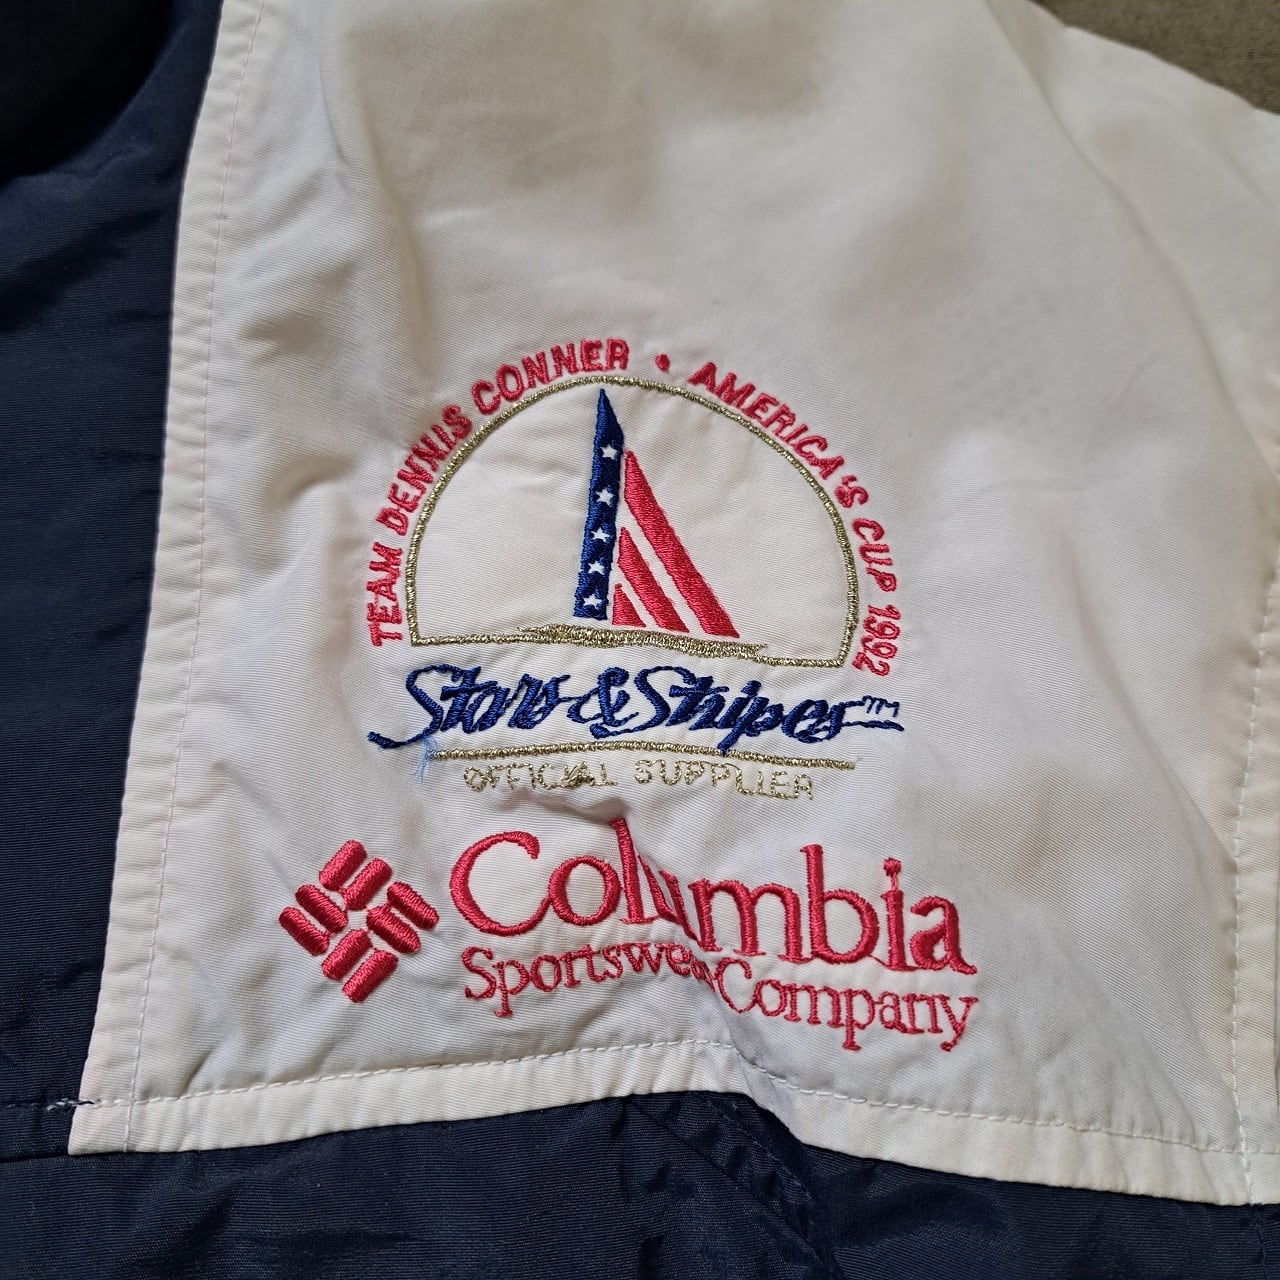 TEAM DENNIS CONNER • AMERICA'S CUP 1992
Stars & Stripes™
OFFICIAL SUPPLIER
Columbia
Sportswear Company